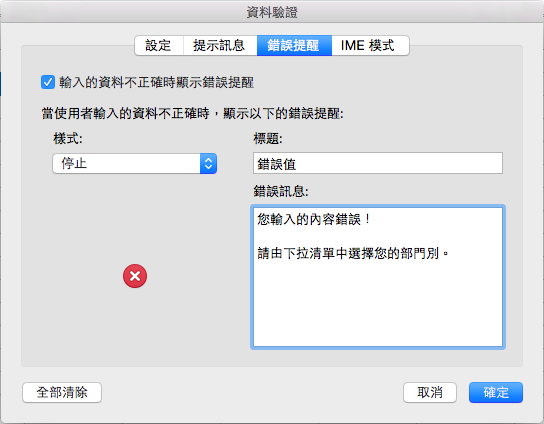 資料驗證
設定 提示訊息 錯誤提醒 IME 模式
輸入的資料不正確時顯示錯誤提醒
當使用者輸入的資料不正確時，顯示以下的錯誤提醒:
樣式: 標題:
停止 錯誤值
錯誤訊息:
您輸入的內容錯誤！
請由下拉清單中選擇您的部門別。
全部清除 取消 確定